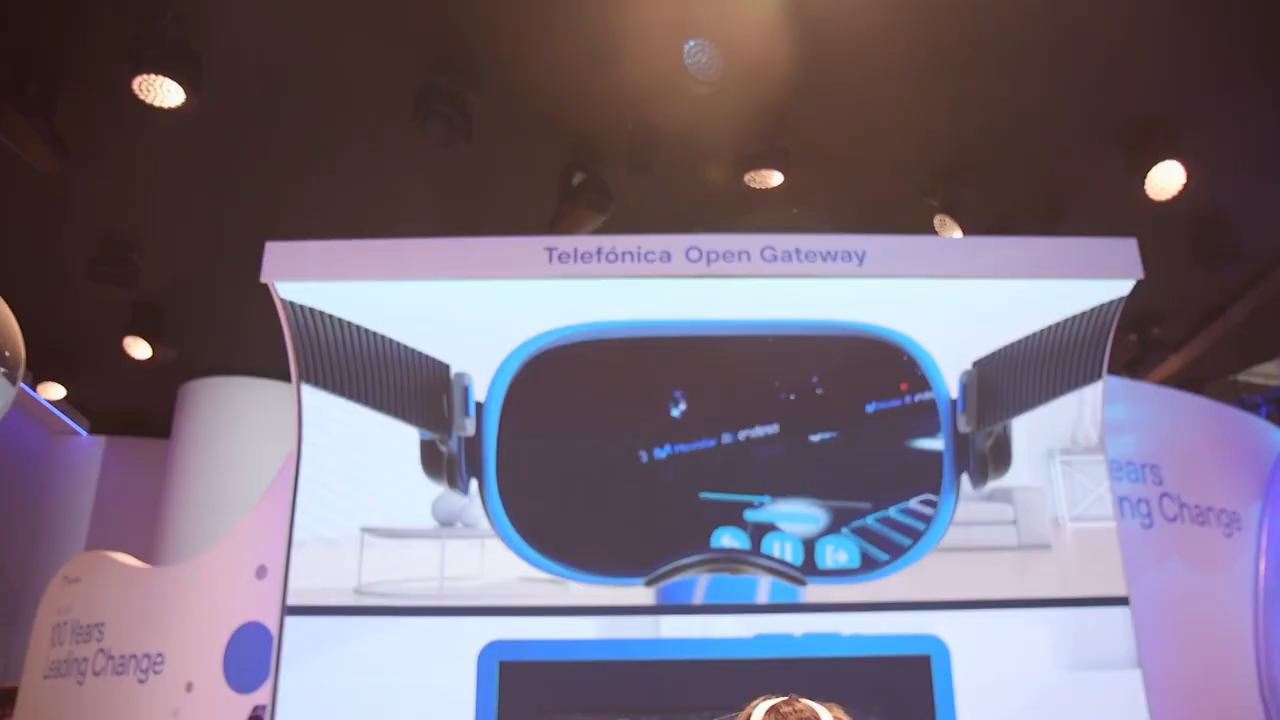 Telefónica Open Gateway
ears
ng Change
100 Years
Leading Change